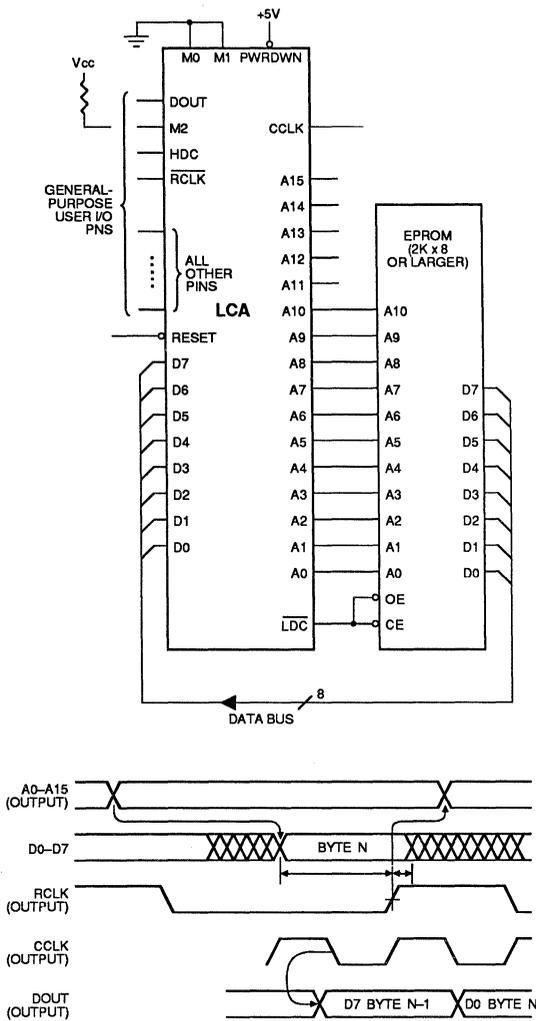 +5V
M0 M1 PWRDWN
Vcc
DOUT
M2
CCLK
HDC
RCLK
A15
GENERAL-
PURPOSE
USER I/O
PNS
A14
A13
EPROM
(2K x 8
OR LARGER)
ALL
OTHER
PINS
A12
A11
LCA
A10 A10
RESET A9 A9
D7 A8 A8
D6 A7 A7 D7
D5 A6 A6 D6
D4 A5 A5 D5
D3 A4 A4 D4
D2 A3 A3 D3
D1 A2 A2 D2
D0 A1 A1 D1
A0 A0 D0
OE
LDC CE
8
DATA BUS
A0–A15
(OUTPUT)
D0–D7 BYTE N
RCLK
(OUTPUT)
CCLK
(OUTPUT)
DOUT
(OUTPUT)
D7 BYTE N–1 D0 BYTE N